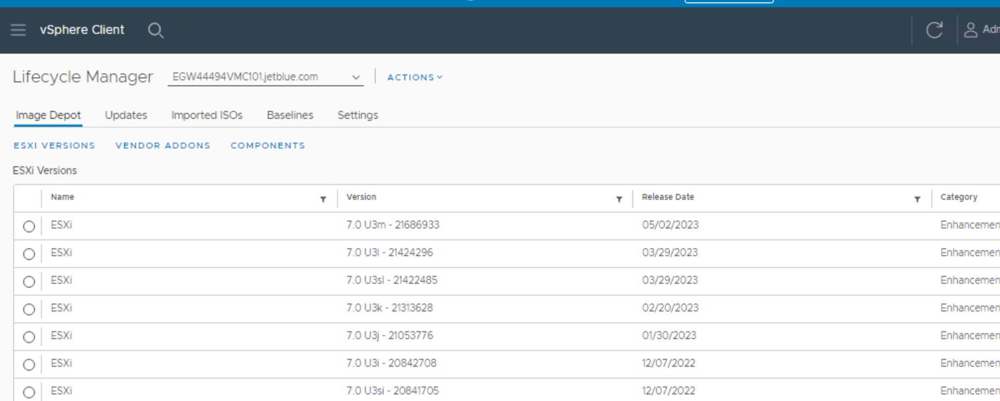 vSphere Client
Lifecycle Manager EGW44494VMC101.jetblue.com ACTIONS
Image Depot Updates Imported ISOs Baselines Settings
ESXI VERSIONS VENDOR ADDONS COMPONENTS
ESXi Versions
Name Version Release Date Category
ESXi 7.0 U3m - 21686933 05/02/2023 Enhancemen
ESXi 7.0 U3l - 21424296 03/29/2023 Enhancemen
ESXi 7.0 U3sl - 21422485 03/29/2023 Enhancemen
ESXi 7.0 U3k - 21313628 02/20/2023 Enhancemen
ESXi 7.0 U3j - 21053776 01/30/2023 Enhancemen
ESXi 7.0 U3i - 20842708 12/07/2022 Enhancemen
ESXi 7.0 U3si - 20841705 12/07/2022 Enhancemen